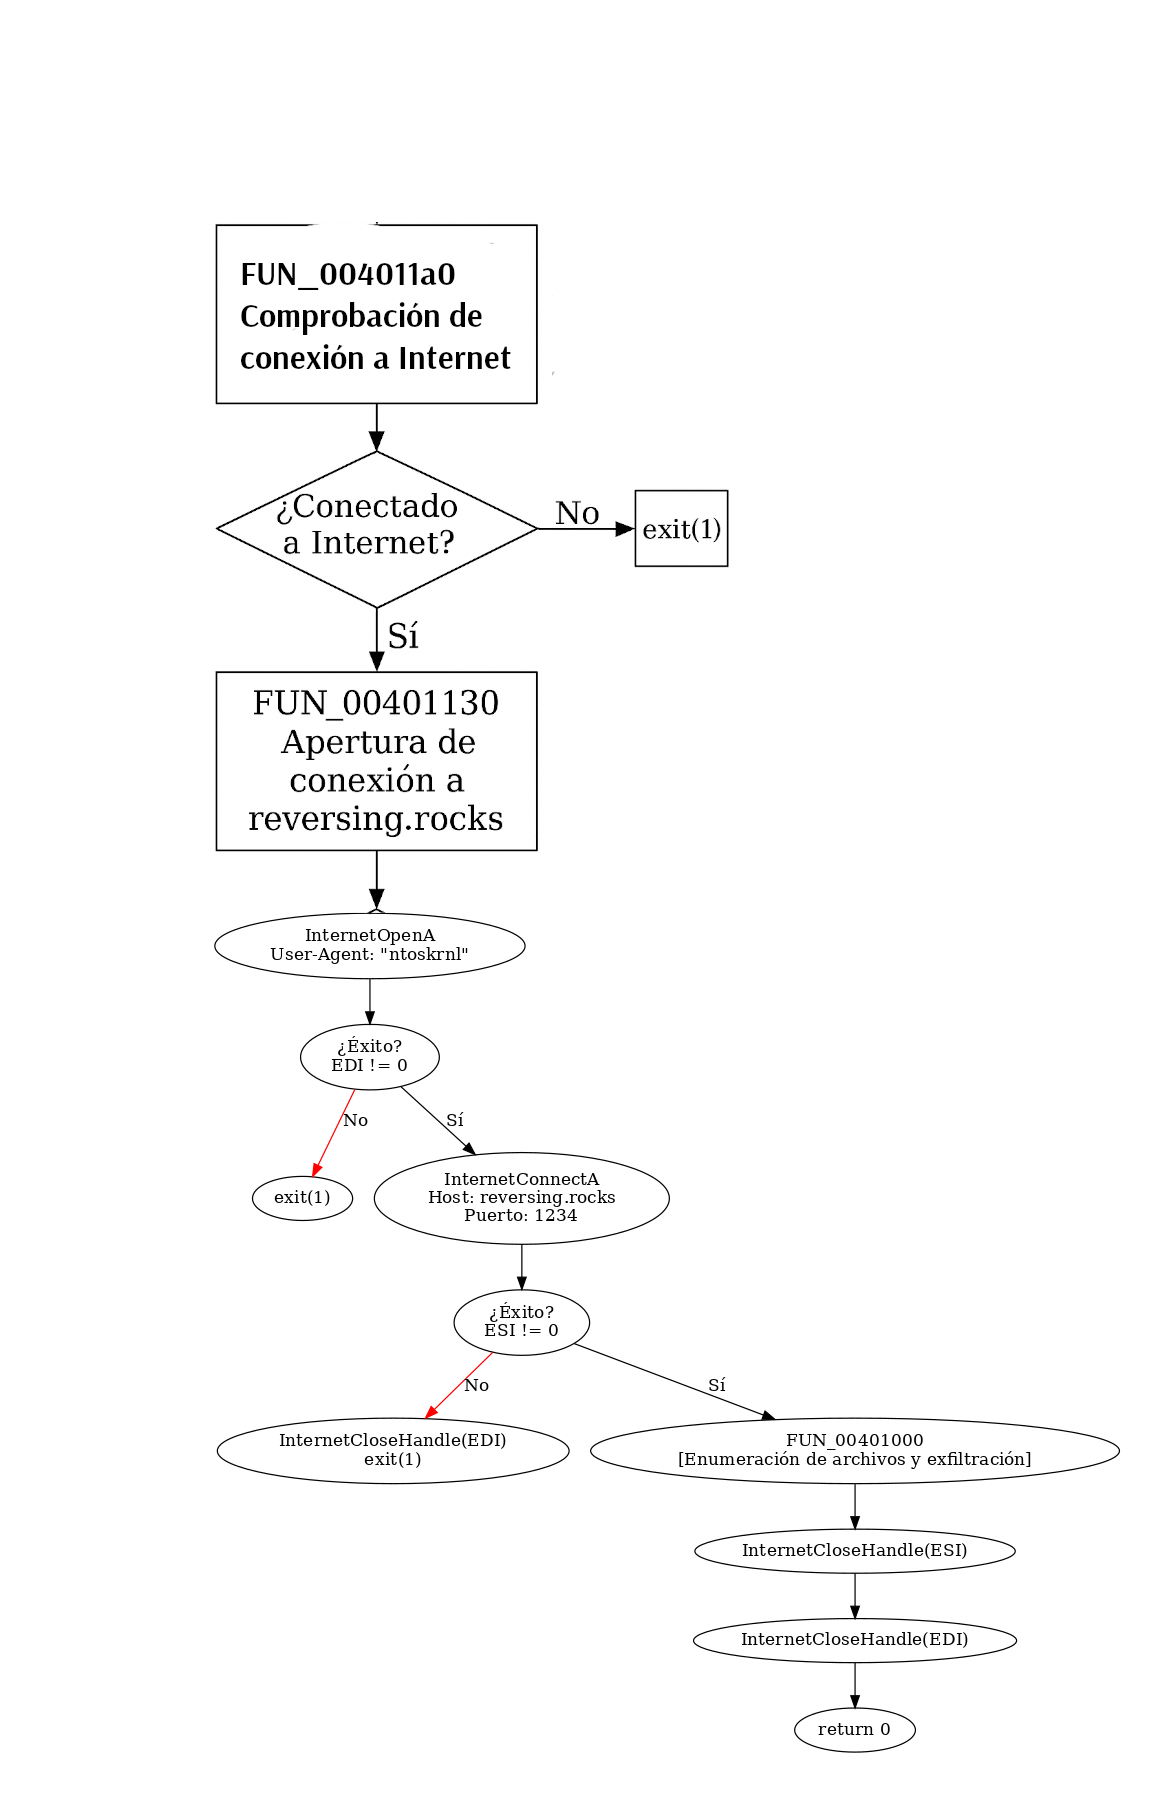 FUN_004011a0
Comprobación de
conexión a Internet
¿Conectado
a Internet?
No
exit(1)
Sí
FUN_00401130
Apertura de
conexión a
reversing.rocks
InternetOpenA
User-Agent: "ntoskrnl"
¿Éxito?
EDI != 0
No
Sí
exit(1)
InternetConnectA
Host: reversing.rocks
Puerto: 1234
¿Éxito?
ESI != 0
No
Sí
InternetCloseHandle(EDI)
exit(1)
FUN_00401000
[Enumeración de archivos y exfiltración]
InternetCloseHandle(ESI)
InternetCloseHandle(EDI)
return 0